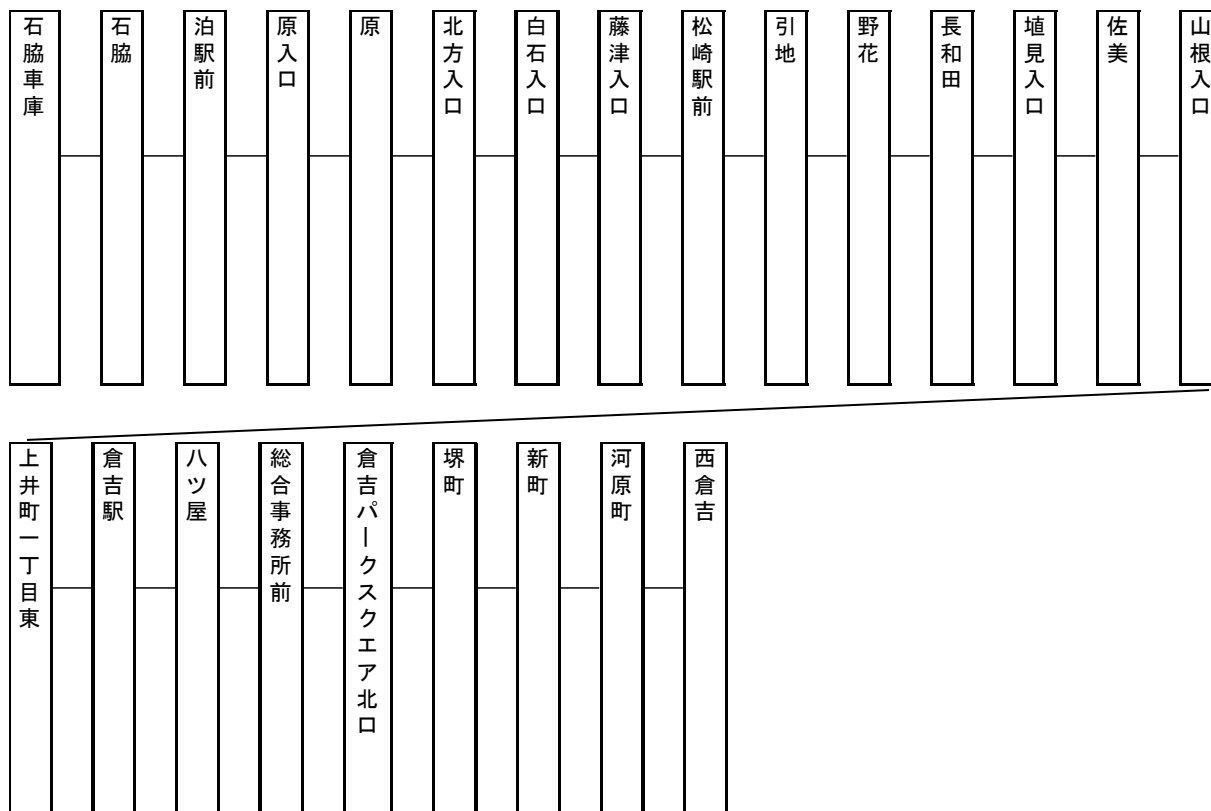 石脇車庫
石脇
泊駅前
原入口
原
北方入口
白石入口
藤津入口
松崎駅前
引地
野花
長和田
埴見入口
佐美
山根入口
上井町一丁目東
倉吉駅
八ツ屋
総合事務所前
倉吉パークスクエア北口
堺町
新町
河原町
西倉吉